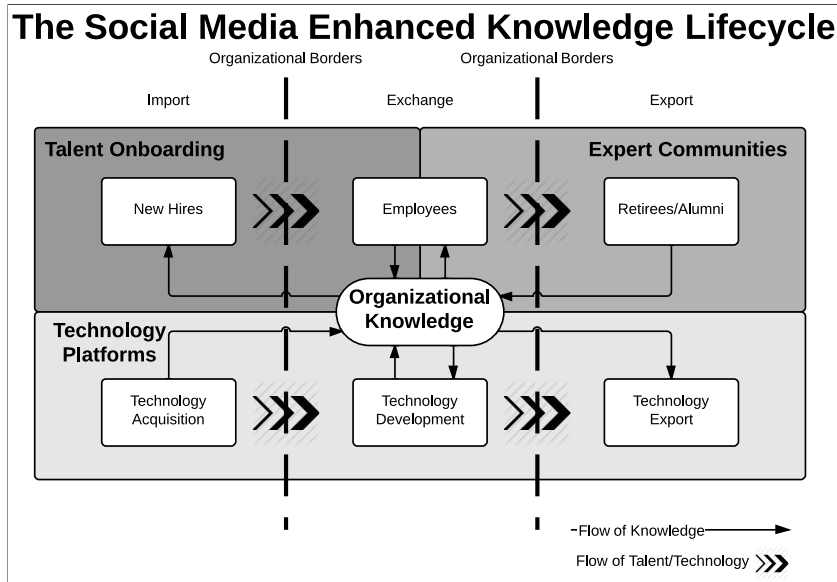 The Social Media Enhanced Knowledge Lifecycle
Organizational Borders
Organizational Borders
Import
Exchange
Export
Talent Onboarding
Expert Communities
New Hires
Employees
Retirees/Alumni
Organizational
Knowledge
Technology
Platforms
Technology
Acquisition
Technology
Development
Technology
Export
Flow of Knowledge
Flow of Talent/Technology